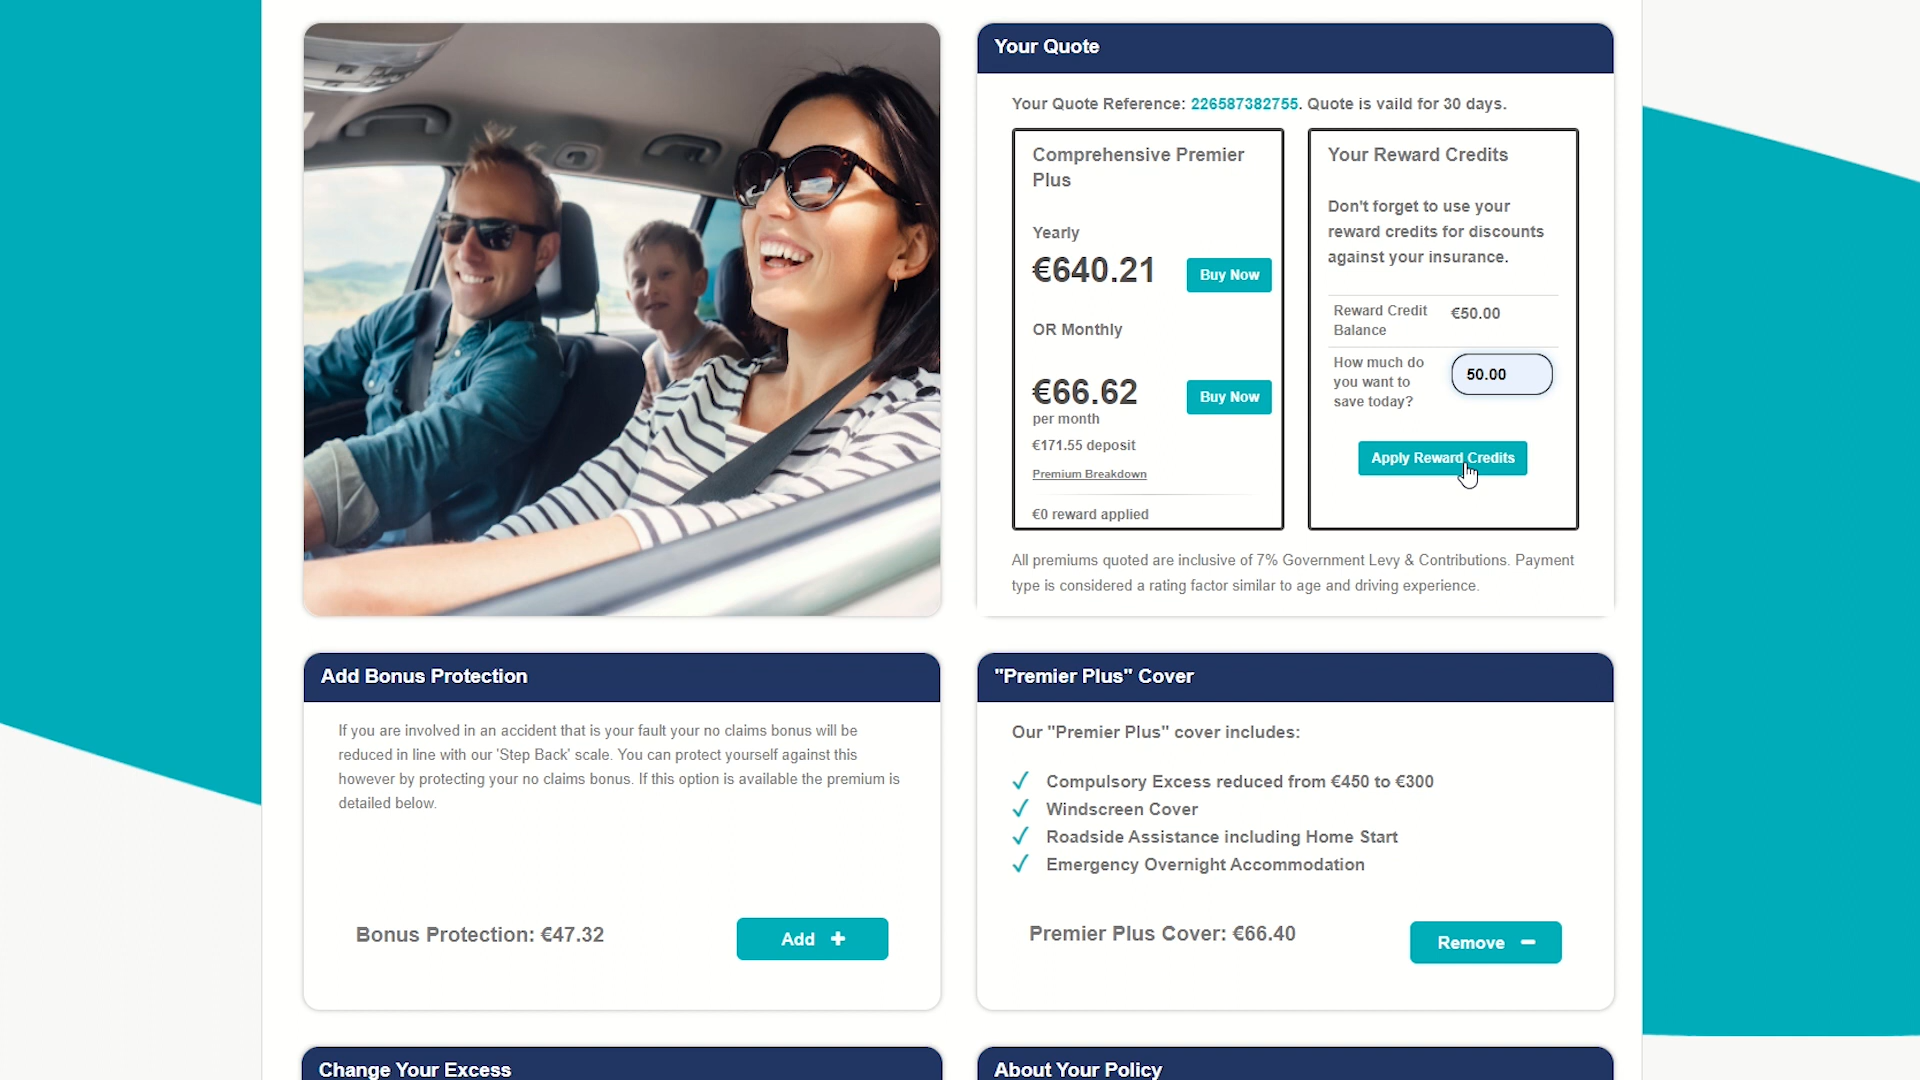 Your Quote
Your Quote Reference: 226587382755. Quote is vaild for 30 days.
Comprehensive Premier
Plus
Yearly
€640.21
Buy Now
OR Monthly
€66.62
Buy Now
per month
€171.55 deposit
Premium Breakdown
€0 reward applied
Your Reward Credits
Don't forget to use your
reward credits for discounts
against your insurance.
Reward Credit
Balance
€50.00
How much do
you want to
save today?
50.00
Apply Reward Credits
All premiums quoted are inclusive of 7% Government Levy & Contributions. Payment
type is considered a rating factor similar to age and driving experience.
Add Bonus Protection
If you are involved in an accident that is your fault your no claims bonus will be
reduced in line with our 'Step Back' scale. You can protect yourself against this
however by protecting your no claims bonus. If this option is available the premium is
detailed below.
Bonus Protection: €47.32
Add +
"Premier Plus" Cover
Our "Premier Plus" cover includes:
✓ Compulsory Excess reduced from €450 to €300
✓ Windscreen Cover
✓ Roadside Assistance including Home Start
✓ Emergency Overnight Accommodation
Premier Plus Cover: €66.40
Remove −
Change Your Excess
About Your Policy